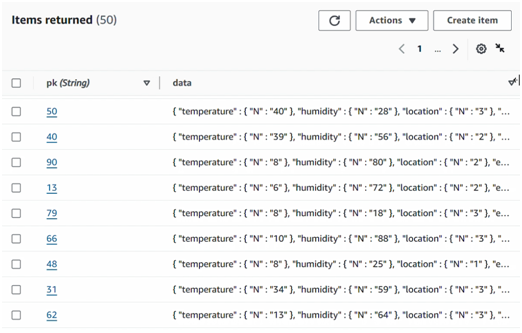 Items returned (50)
Actions
Create item
1 ...
pk (String) data
50 { "temperature" : { "N" : "40" }, "humidity" : { "N" : "28" }, "location" : { "N" : "3" }, "...
40 { "temperature" : { "N" : "39" }, "humidity" : { "N" : "56" }, "location" : { "N" : "2" }, "...
90 { "temperature" : { "N" : "8" }, "humidity" : { "N" : "80" }, "location" : { "N" : "2" }, "e...
13 { "temperature" : { "N" : "6" }, "humidity" : { "N" : "72" }, "location" : { "N" : "2" }, "e...
79 { "temperature" : { "N" : "8" }, "humidity" : { "N" : "18" }, "location" : { "N" : "3" }, "e...
66 { "temperature" : { "N" : "10" }, "humidity" : { "N" : "88" }, "location" : { "N" : "3" }, "...
48 { "temperature" : { "N" : "8" }, "humidity" : { "N" : "25" }, "location" : { "N" : "1" }, "e...
31 { "temperature" : { "N" : "34" }, "humidity" : { "N" : "59" }, "location" : { "N" : "3" }, "...
62 { "temperature" : { "N" : "13" }, "humidity" : { "N" : "64" }, "location" : { "N" : "3" }, "...